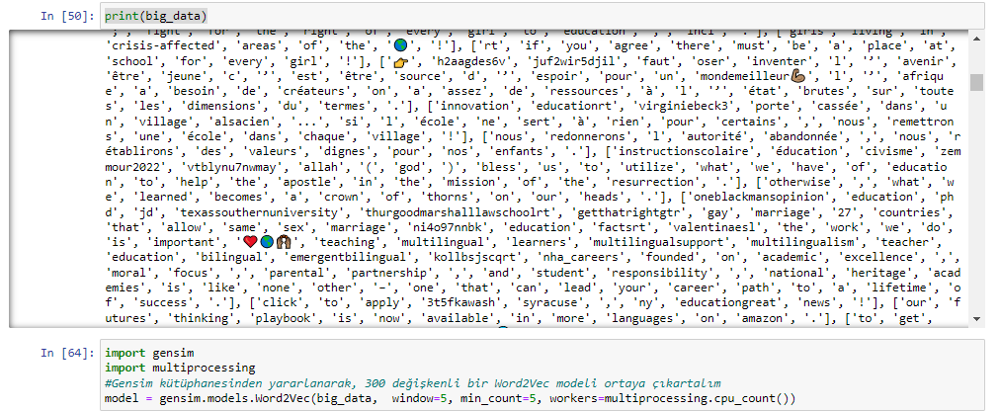 In [50]: print(big_data)
, 'right', 'for', 'the', 'right', 'of', 'every', 'girl', 'to', 'education', '.', 'incl', '.'], ['girls', 'living', 'in',
'crisis-affected', 'areas', 'of', 'the', '🌎', '!'], ['rt', 'if', 'you', 'agree', 'there', 'must', 'be', 'a', 'place', 'at',
'school', 'for', 'every', 'girl', '!'], ['👉', 'h2aagdes6v', 'juf2wir5djil', 'faut', 'oser', 'inventer', 'l', '’', 'avenir',
'être', 'jeune', 'c', '’', 'est', 'être', 'source', 'd', '’', 'espoir', 'pour', 'un', 'mondemeilleur💪🏽', 'l', '’', 'afriqu
e', 'a', 'besoin', 'de', 'créateurs', 'on', 'a', 'assez', 'de', 'ressources', 'à', 'l', '’', 'état', 'brutes', 'sur', 'toute
s', 'les', 'dimensions', 'du', 'termes', '.'], ['innovation', 'educationrt', 'virginiebeck3', 'porte', 'cassée', 'dans', 'u
n', 'village', 'alsacien', '...', 'si', 'l', 'école', 'ne', 'sert', 'à', 'rien', 'pour', 'certains', ',', 'nous', 'remettron
s', 'une', 'école', 'dans', 'chaque', 'village', '!'], ['nous', 'redonnerons', 'l', 'autorité', 'abandonnée', ',', 'nous', 'r
établirons', 'des', 'valeurs', 'dignes', 'pour', 'nos', 'enfants', '.'], ['instructionscolaire', 'éducation', 'civisme', 'zem
mour2022', 'vtblynu7nwmay', 'allah', '(', 'god', ')', 'bless', 'us', 'to', 'utilize', 'what', 'we', 'have', 'of', 'educatio
n', 'to', 'help', 'the', 'apostle', 'in', 'the', 'mission', 'of', 'the', 'resurrection', '.'], ['otherwise', ',', 'what', 'w
e', 'learned', 'becomes', 'a', 'crown', 'of', 'thorns', 'on', 'our', 'heads', '.'], ['oneblackmansopinion', 'education', 'ph
d', 'jd', 'texassouthernuniversity', 'thurgoodmarshalllawschoolrt', 'getthatrightgtr', 'gay', 'marriage', '27', 'countries',
'that', 'allow', 'same', 'sex', 'marriage', 'ni4o97nnbk', 'education', 'factsrt', 'valentinaesl', 'the', 'work', 'we', 'do',
'is', 'important', '❤️🌎👩🏽', 'teaching', 'multilingual', 'learners', 'multilingualsupport', 'multilingualism', 'teacher',
'education', 'bilingual', 'emergentbilingual', 'kollbsjscqrt', 'nha_careers', 'founded', 'on', 'academic', 'excellence', ',',
'moral', 'focus', ',', 'parental', 'partnership', ',', 'and', 'student', 'responsibility', ',', 'national', 'heritage', 'acad
emies', 'is', 'like', 'none', 'other', '–', 'one', 'that', 'can', 'lead', 'your', 'career', 'path', 'to', 'a', 'lifetime', 'o
f', 'success', '.'], ['click', 'to', 'apply', '3t5fkawash', 'syracuse', ',', 'ny', 'educationgreat', 'news', '!'], ['our', 'f
utures', 'thinking', 'playbook', 'is', 'now', 'available', 'in', 'more', 'languages', 'on', 'amazon', '.'], ['to', 'get',
In [64]: import gensim
import multiprocessing
#Gensim kütüphanesinden yararlanarak, 300 değişkenli bir Word2Vec modeli ortaya çıkartalım
model = gensim.models.Word2Vec(big_data,  window=5, min_count=5, workers=multiprocessing.cpu_count())